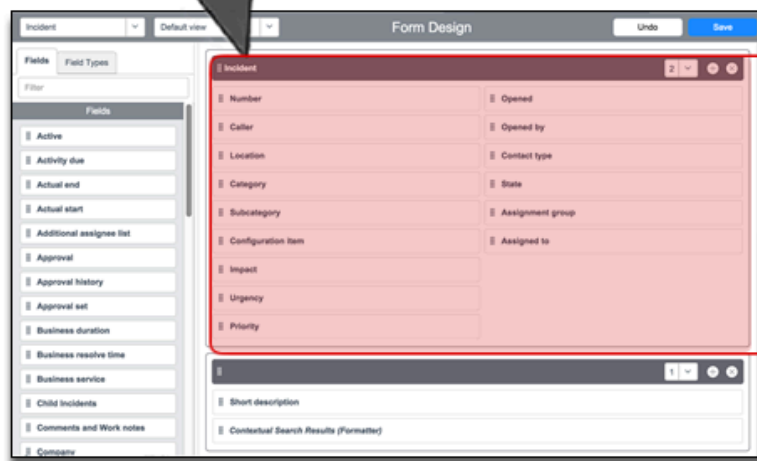 Incident Default view Form Design Undo Save
Fields Field Types
Filter
Fields
Active
Activity due
Actual end
Actual start
Additional assignee list
Approval
Approval history
Approval set
Business duration
Business resolve time
Business service
Child Incidents
Comments and Work notes
Company
Incident 2
Number Opened
Caller Opened by
Location Contact type
Category State
Subcategory Assignment group
Configuration item Assigned to
Impact
Urgency
Priority
1
Short description
Contextual Search Results (Formatter)